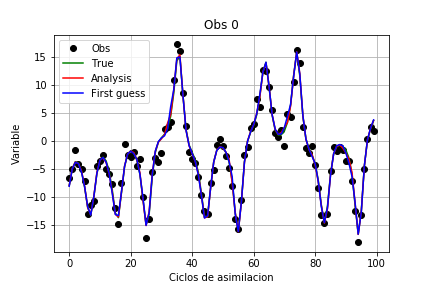 Obs 0
Obs
True
Analysis
First guess
Variable
15
10
5
0
−5
−10
−15
0
20
40
60
80
100
Ciclos de asimilacion